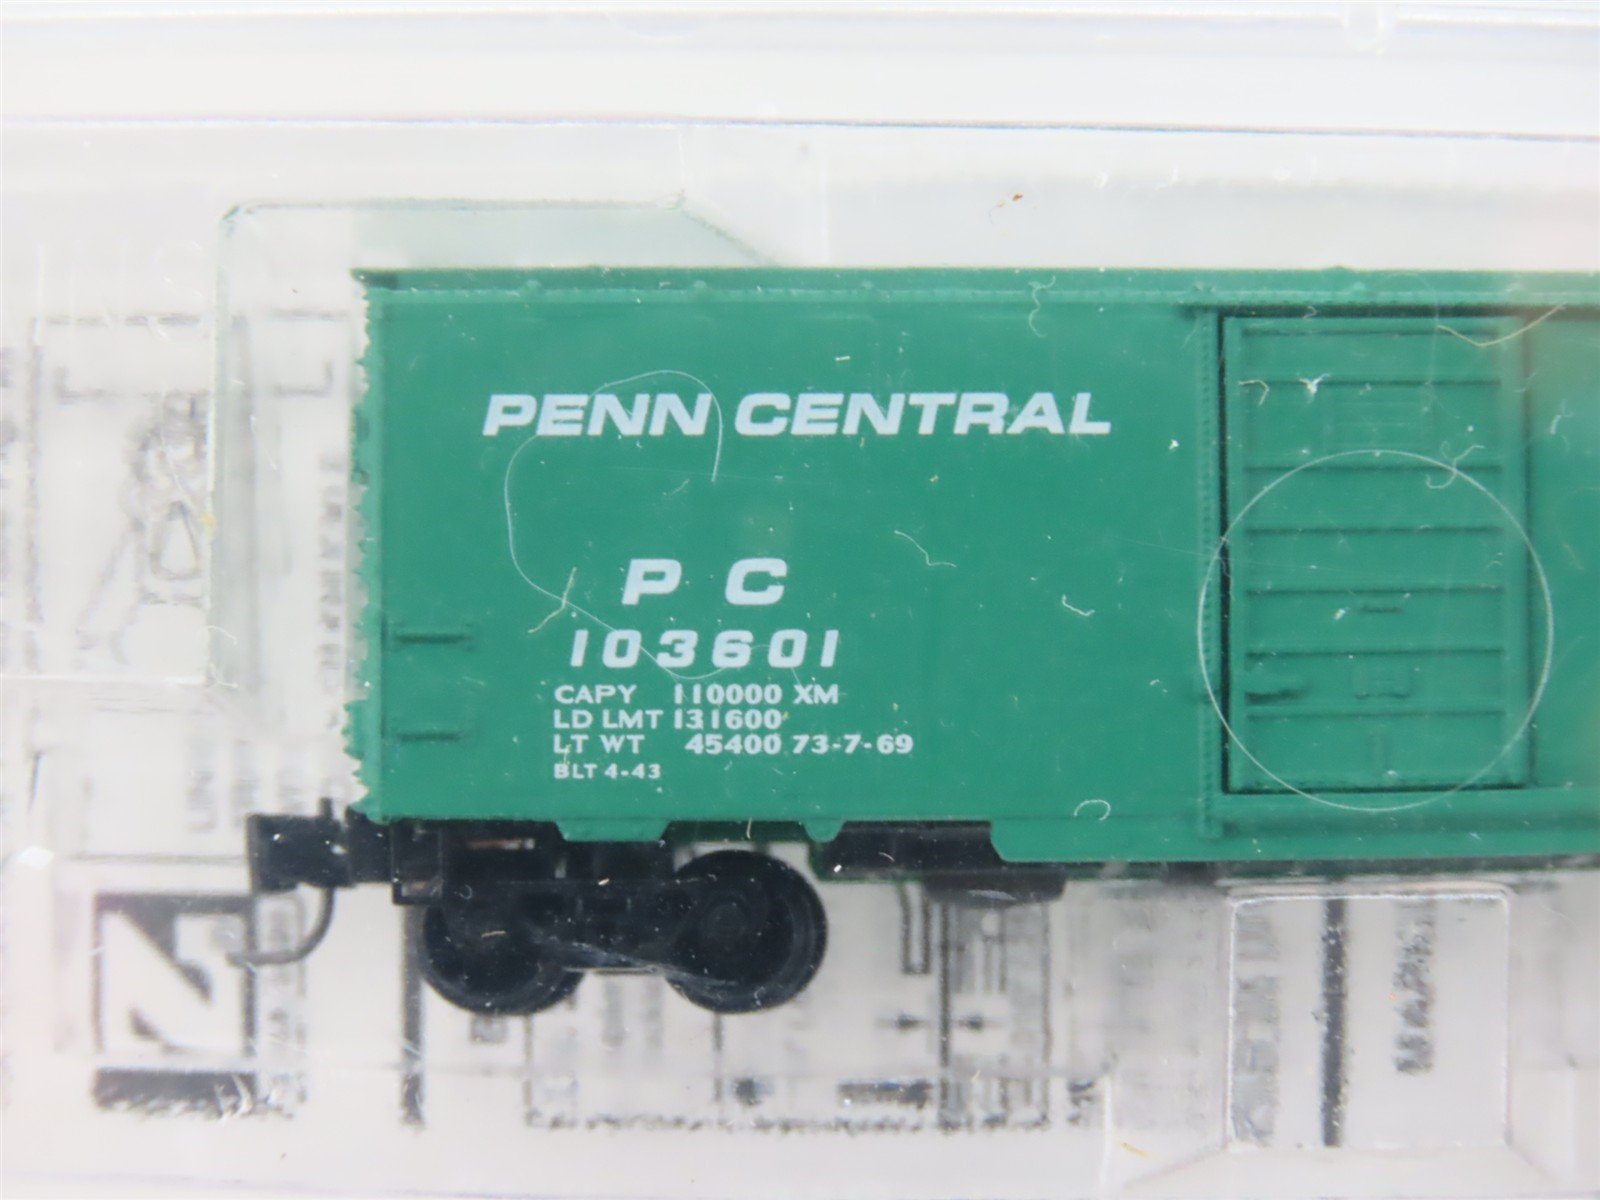 PENN CENTRAL
P C
103601
CAPY 110000 XM
LD LMT 131600
LT WT 45400 73-7-69
BLT 4-43